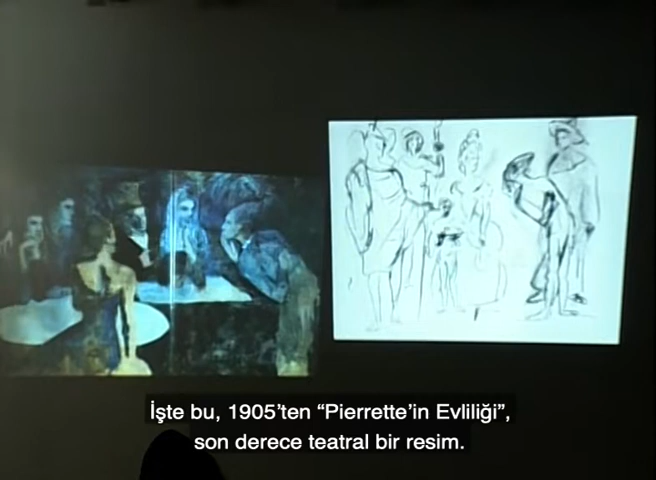 İşte bu, 1905’ten “Pierrette’in Evliliği”,
son derece teatral bir resim.